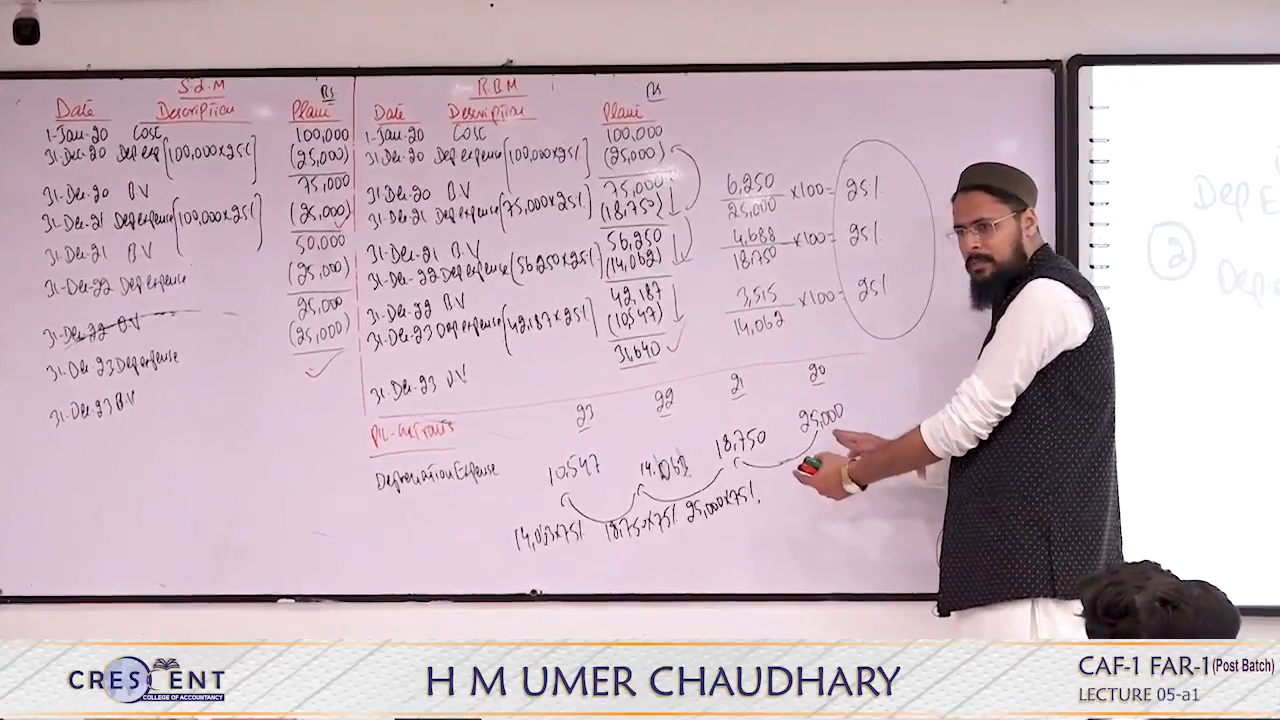 S.L.M
Rs
Date Description Plant
1-Jan-20 Cost 100,000
31-Dec-20 Dep exp [100,000x25%] (25,000)
75,000
31-Dec-20 B.V
31-Dec-21 Dep expense [100,000x25%] (25,000)
50,000
31-Dec-21 B.V
(25,000)
31-Dec-22 Dep expense
25,000
31-Dec-22 B.V
(25,000)
31-Dec-23 Dep expense
31-Dec-23 B.V
R.B.M
Rs
Date Description Plant
1-Jan-20 Cost 100,000
31-Dec-20 Dep expense [100,000x25%] (25,000)
31-Dec-20 B.V 75,000
31-Dec-21 Dep expense [75,000x25%] (18,750)
31-Dec-21 B.V 56,250
31-Dec-22 Dep expense (56,250x25%) (14,062)
31-Dec-22 B.V 42,187
31-Dec-23 Dep expense [42,187x25%] (10,547)
31,640
31-Dec-23 B.V
6,250
25,000 x100= 25%
4,688
18,750 x100= 25%
3,515
14,062 x100= 25%
P/L-extracts 23 22 21 20
Depreciation Expense 10,547 14,063 18,750 25,000
14,063x75% 18,750x75% 25,000x75%
Dep E
2
Dep
CRESCENT
COLLEGE OF ACCOUNTANCY
H M UMER CHAUDHARY
CAF-1 FAR-1 (Post Batch)
LECTURE 05-a1